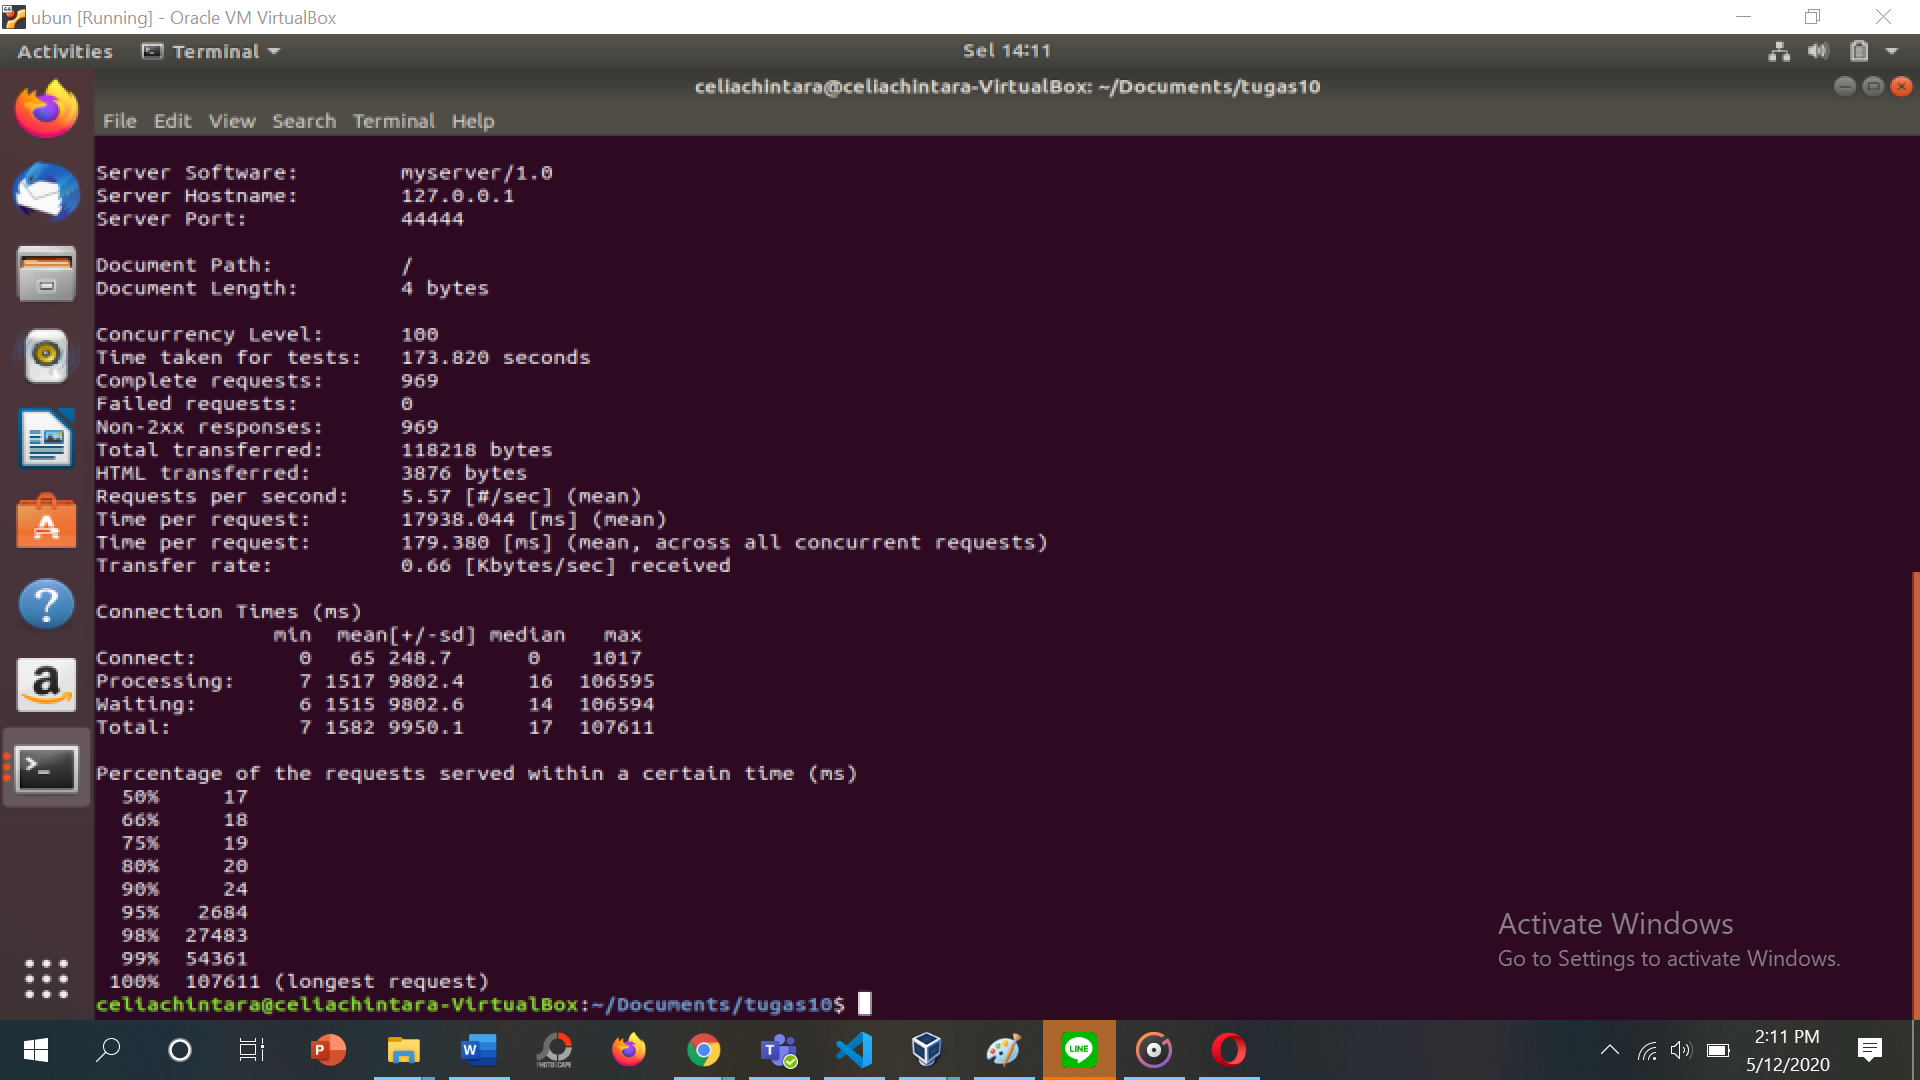 ubun [Running] - Oracle VM VirtualBox
Activities Terminal Sel 14:11
celiachintara@celiachintara-VirtualBox: ~/Documents/tugas10
File Edit View Search Terminal Help
Server Software: myserver/1.0
Server Hostname: 127.0.0.1
Server Port: 44444
Document Path: /
Document Length: 4 bytes
Concurrency Level: 100
Time taken for tests: 173.820 seconds
Complete requests: 969
Failed requests: 0
Non-2xx responses: 969
Total transferred: 118218 bytes
HTML transferred: 3876 bytes
Requests per second: 5.57 [#/sec] (mean)
Time per request: 17938.044 [ms] (mean)
Time per request: 179.380 [ms] (mean, across all concurrent requests)
Transfer rate: 0.66 [Kbytes/sec] received
Connection Times (ms)
min mean[+/-sd] median max
Connect: 0 65 248.7 0 1017
Processing: 7 1517 9802.4 16 106595
Waiting: 6 1515 9802.6 14 106594
Total: 7 1582 9950.1 17 107611
Percentage of the requests served within a certain time (ms)
50% 17
66% 18
75% 19
80% 20
90% 24
95% 2684
98% 27483
99% 54361
100% 107611 (longest request)
celiachintara@celiachintara-VirtualBox:~/Documents/tugas10$
Activate Windows
Go to Settings to activate Windows.
PHOTOSCAPE
LINE
2:11 PM
5/12/2020